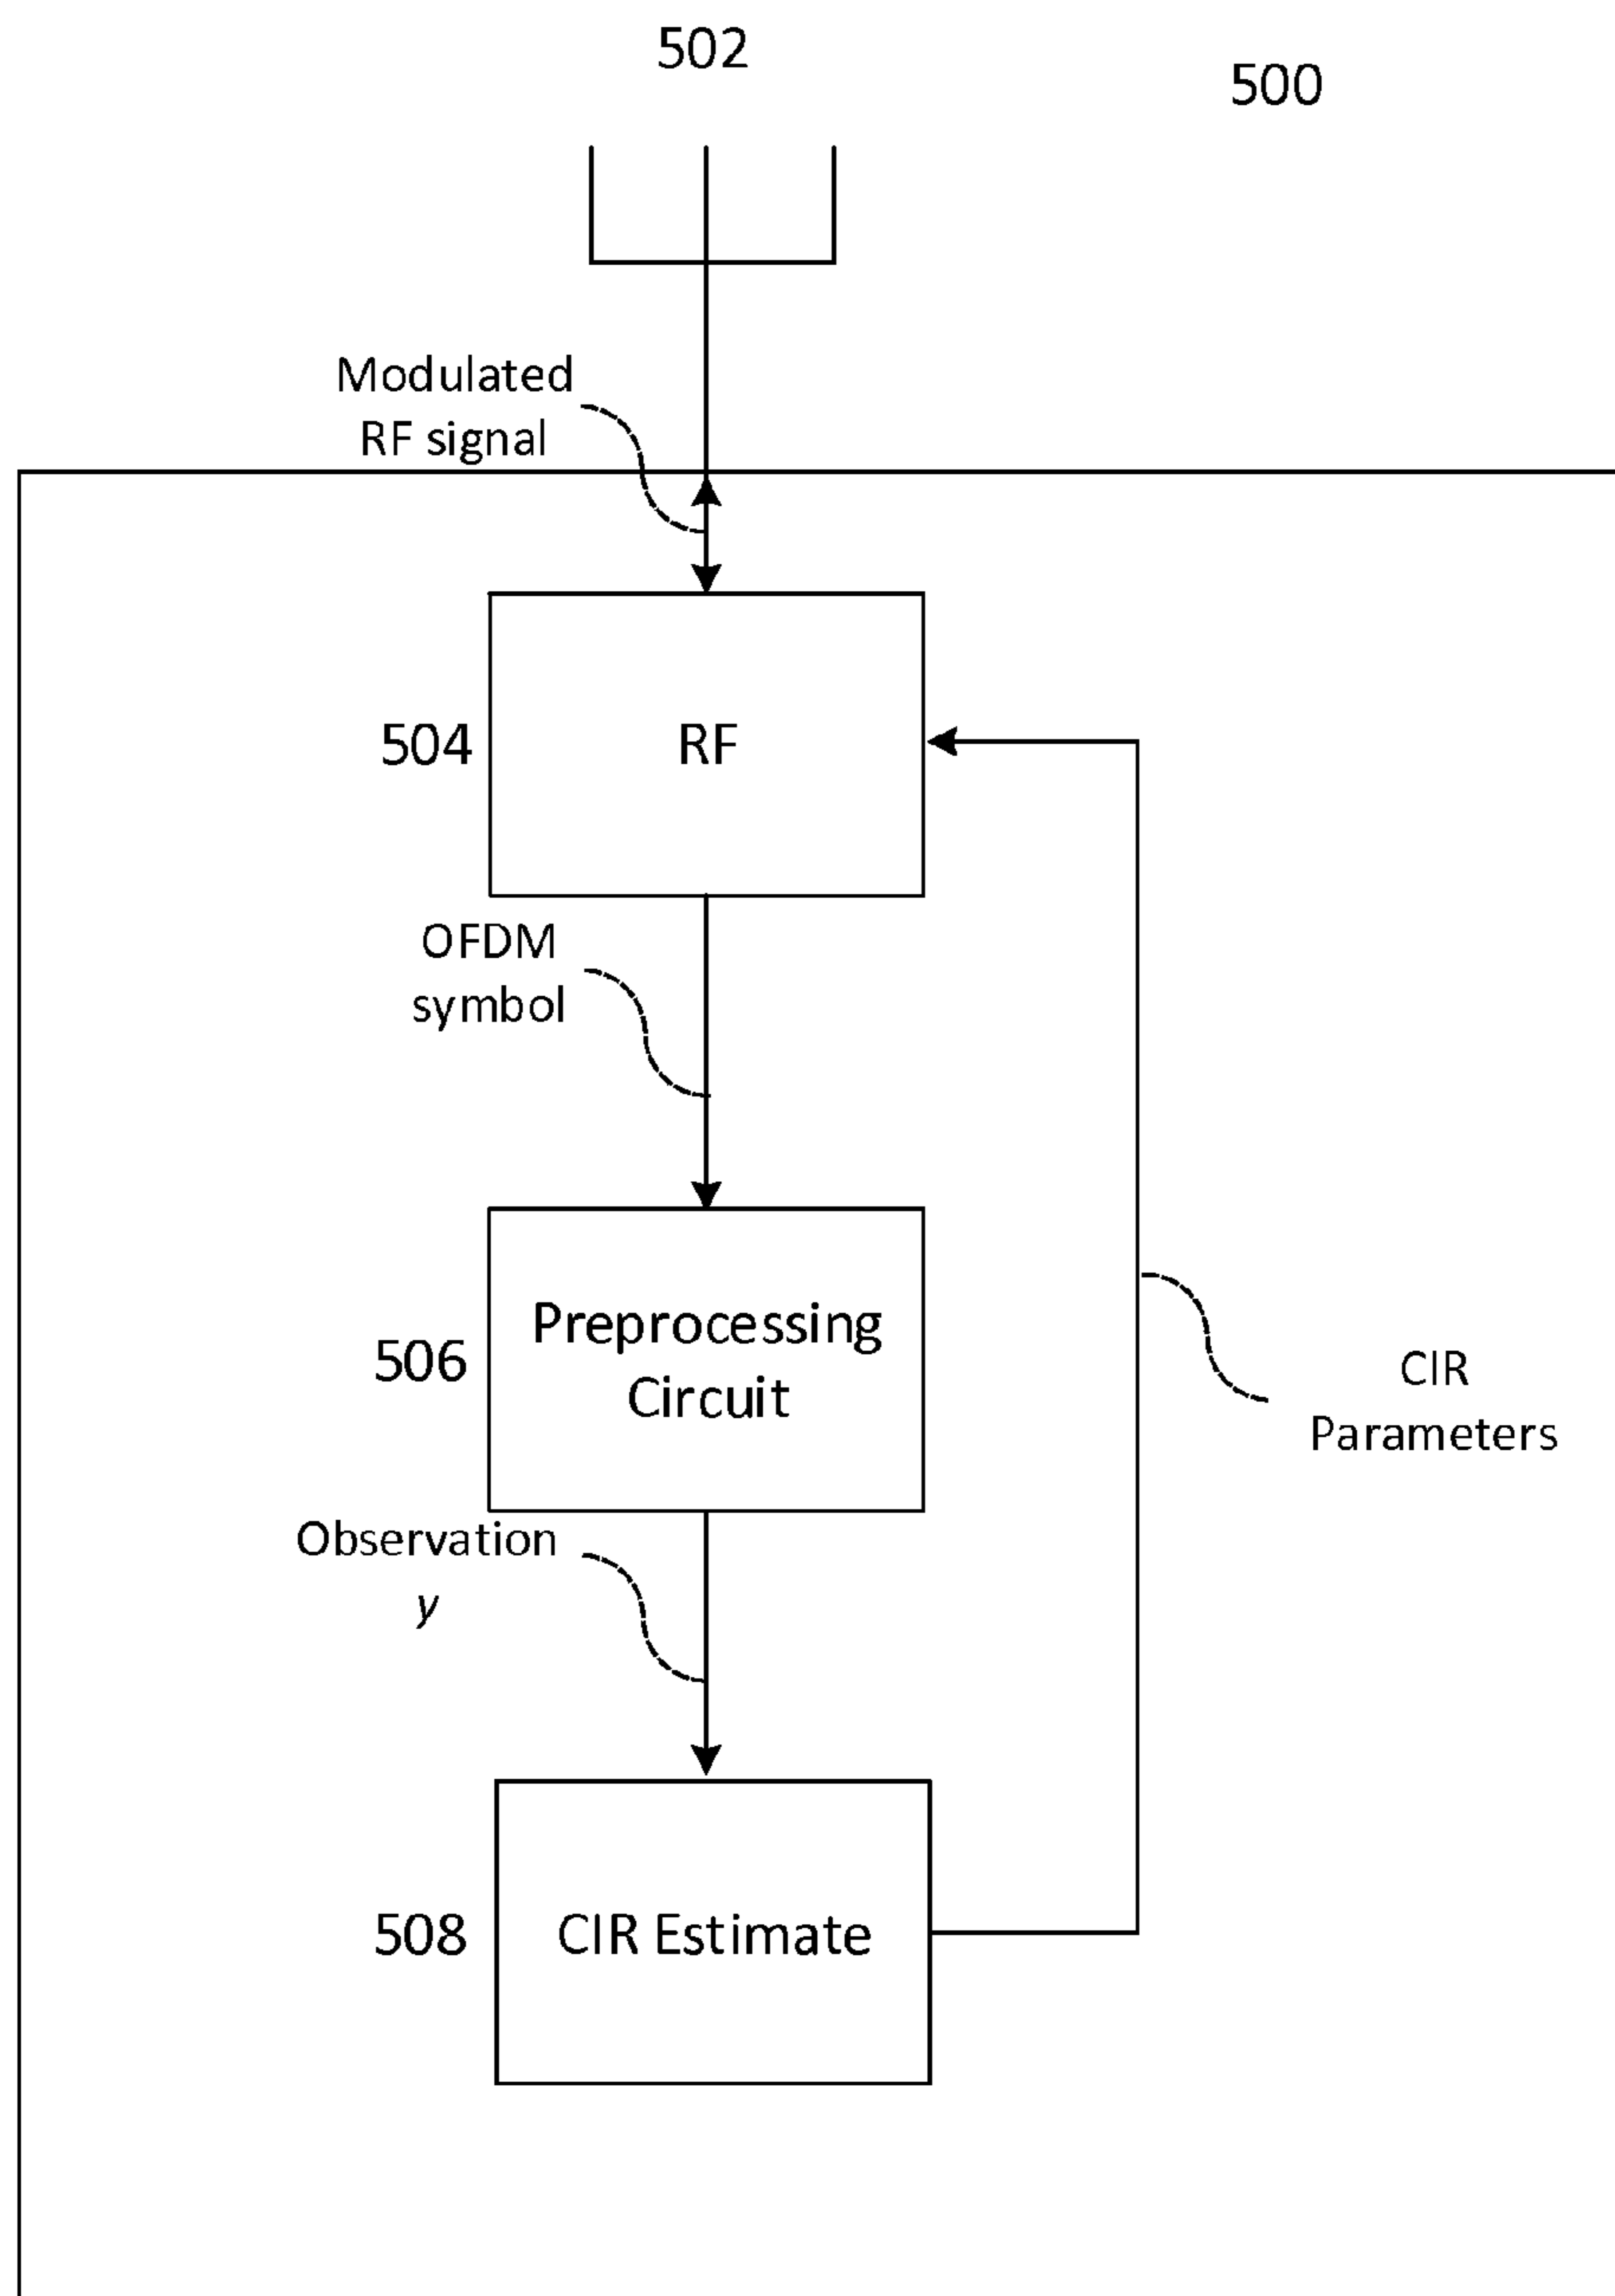 502
500
Modulated
RF signal
504
RF
OFDM
symbol
506
Preprocessing
Circuit
CIR
Parameters
Observation
y
508
CIR Estimate